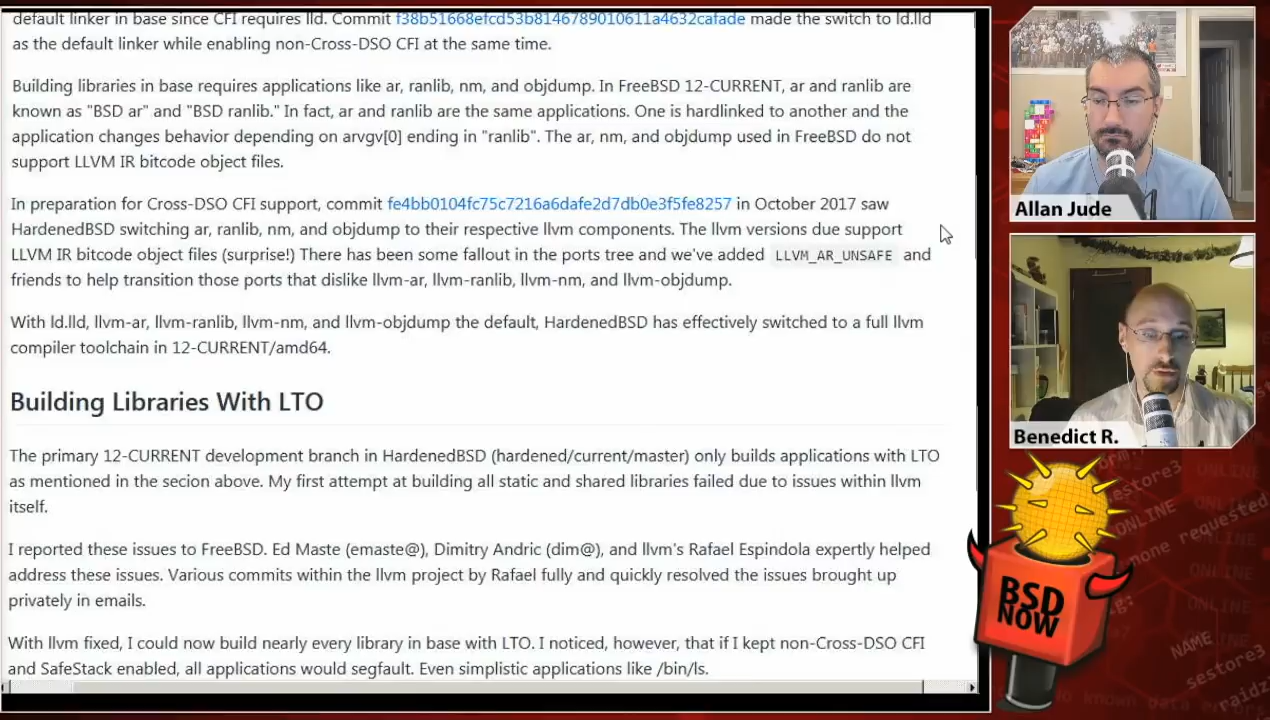 default linker in base since CFI requires lld. Commit f38b51668efcd53b8146789010611a4632cafade made the switch to ld.lld
as the default linker while enabling non-Cross-DSO CFI at the same time.
Building libraries in base requires applications like ar, ranlib, nm, and objdump. In FreeBSD 12-CURRENT, ar and ranlib are
known as "BSD ar" and "BSD ranlib." In fact, ar and ranlib are the same applications. One is hardlinked to another and the
application changes behavior depending on arvgv[0] ending in "ranlib". The ar, nm, and objdump used in FreeBSD do not
support LLVM IR bitcode object files.
In preparation for Cross-DSO CFI support, commit fe4bb0104fc75c7216a6dafe2d7db0e3f5fe8257 in October 2017 saw
HardenedBSD switching ar, ranlib, nm, and objdump to their respective llvm components. The llvm versions due support
LLVM IR bitcode object files (surprise!) There has been some fallout in the ports tree and we've added LLVM_AR_UNSAFE and
friends to help transition those ports that dislike llvm-ar, llvm-ranlib, llvm-nm, and llvm-objdump.
With ld.lld, llvm-ar, llvm-ranlib, llvm-nm, and llvm-objdump the default, HardenedBSD has effectively switched to a full llvm
compiler toolchain in 12-CURRENT/amd64.
Building Libraries With LTO
The primary 12-CURRENT development branch in HardenedBSD (hardened/current/master) only builds applications with LTO
as mentioned in the secion above. My first attempt at building all static and shared libraries failed due to issues within llvm
itself.
I reported these issues to FreeBSD. Ed Maste (emaste@), Dimitry Andric (dim@), and llvm's Rafael Espindola expertly helped
address these issues. Various commits within the llvm project by Rafael fully and quickly resolved the issues brought up
privately in emails.
With llvm fixed, I could now build nearly every library in base with LTO. I noticed, however, that if I kept non-Cross-DSO CFI
and SafeStack enabled, all applications would segfault. Even simplistic applications like /bin/ls.
Allan Jude
Benedict R.
BSD
NOW
ONLINE
ONLINE
NAME